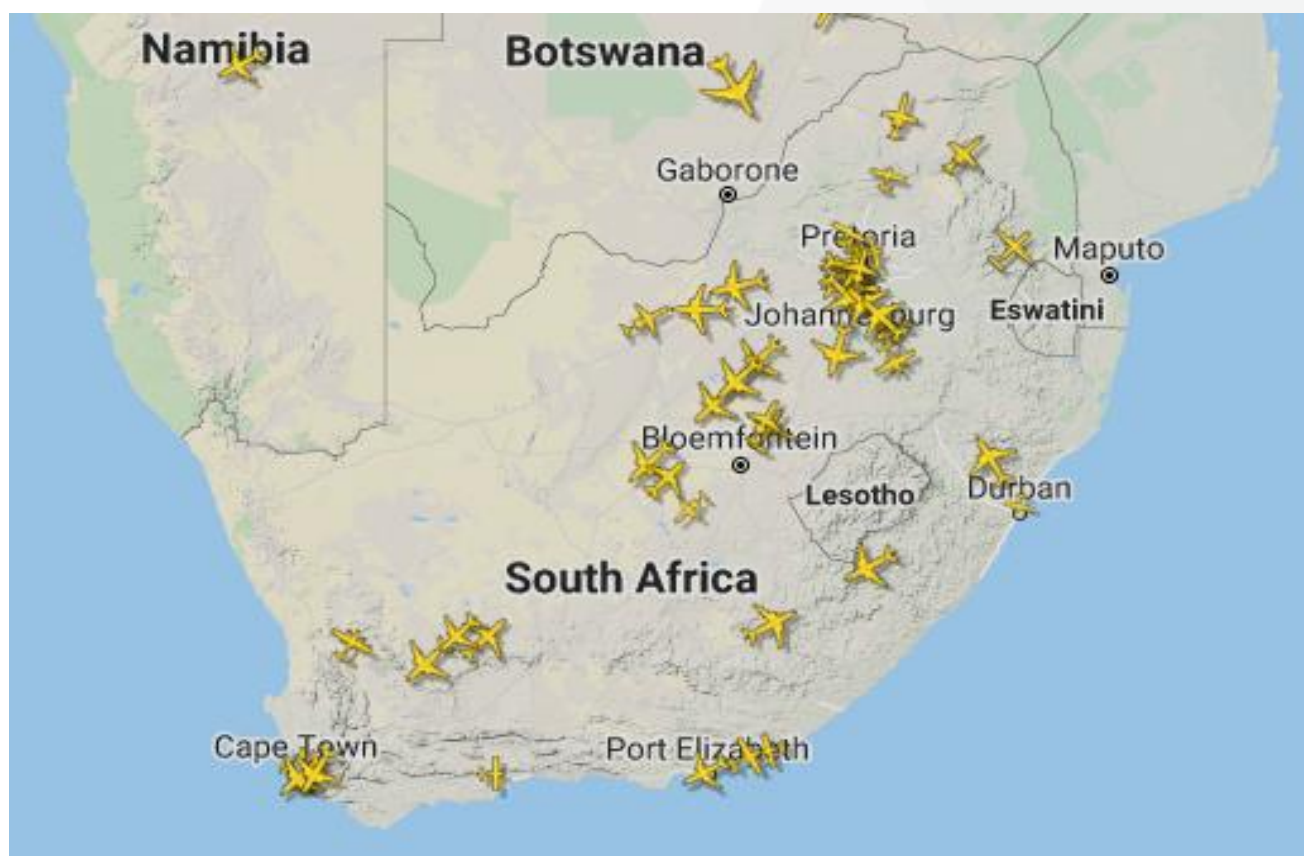 Namibia
Botswana
Gaborone
Pretoria
Maputo
Johannesburg
Eswatini
Bloemfontein
Lesotho
Durban
South Africa
Cape Town
Port Elizabeth